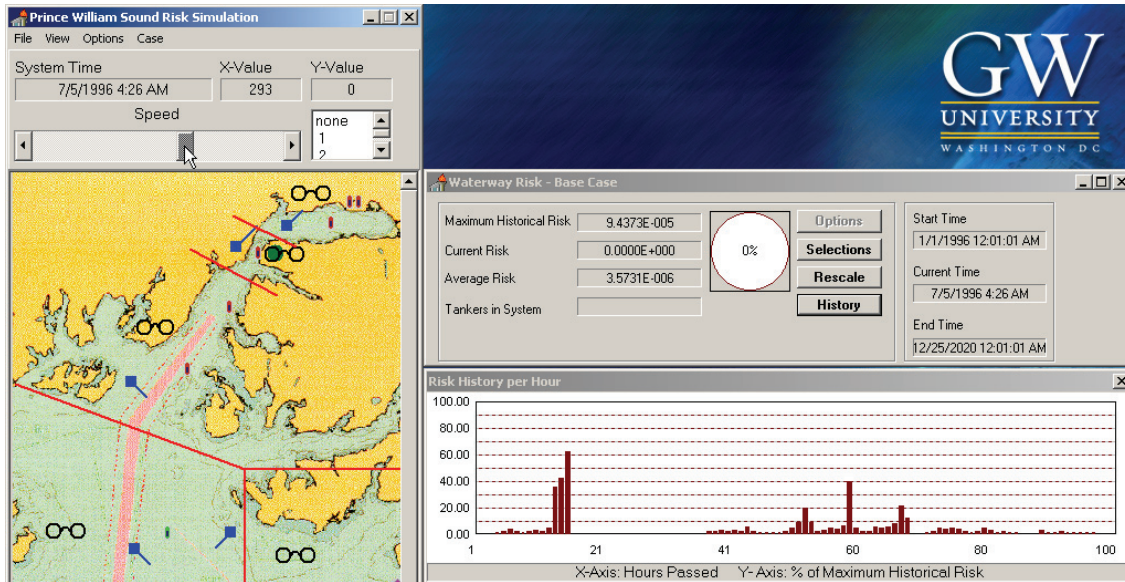 Prince William Sound Risk Simulation
File View Options Case
System Time X-Value Y-Value
7/5/1996 4:26 AM 293 0
Speed
none
1
2
GW
UNIVERSITY
WASHINGTON DC
Waterway Risk - Base Case
Maximum Historical Risk 9.4373E-005
Current Risk 0.0000E+000
Average Risk 3.5731E-006
Tankers in System
0%
Options
Selections
Rescale
History
Start Time
1/1/1996 12:01:01 AM
Current Time
7/5/1996 4:26 AM
End Time
12/25/2020 12:01:01 AM
Risk History per Hour
100.00
80.00
60.00
40.00
20.00
0.00
1 21 41 60 80 100
X-Axis: Hours Passed Y- Axis: % of Maximum Historical Risk